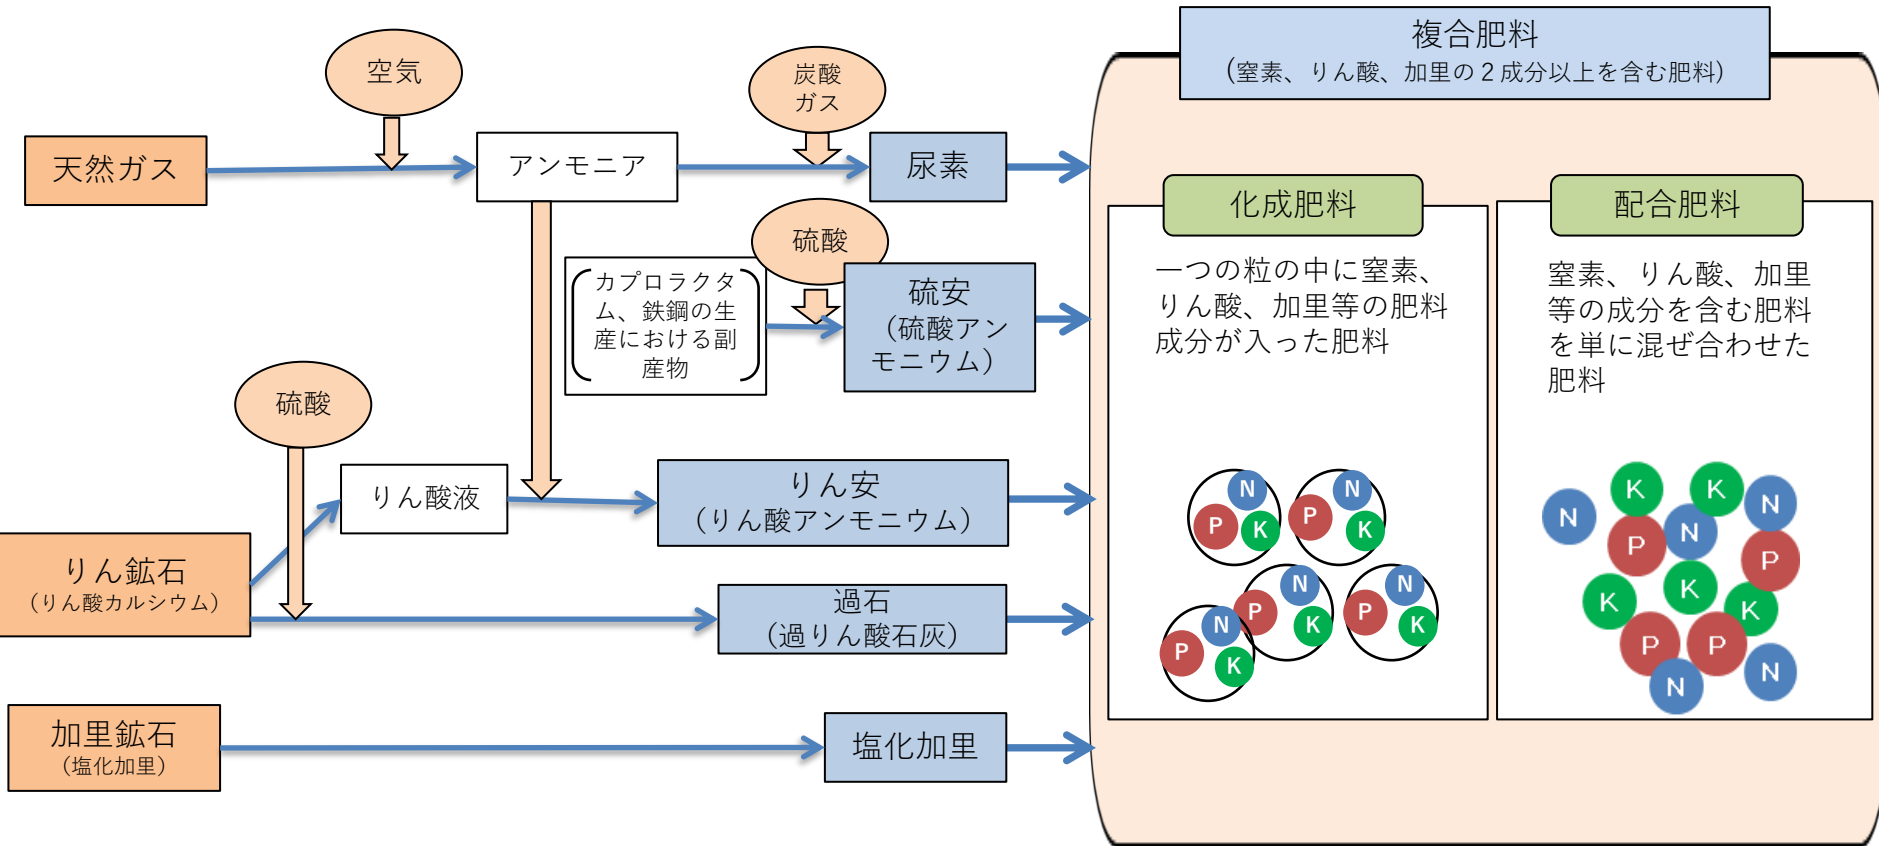 複合肥料
(窒素、りん酸、加里の２成分以上を含む肥料)
空気
炭酸
ガス
天然ガス
アンモニア
尿素
硫酸
カプロラクタ
ム、鉄鋼の生
産における副
産物
硫安
（硫酸アン
モニウム）
硫酸
りん酸液
りん安
（りん酸アンモニウム）
りん鉱石
（りん酸カルシウム）
過石
（過りん酸石灰）
加里鉱石
（塩化加里）
塩化加里
化成肥料
一つの粒の中に窒素、
りん酸、加里等の肥料
成分が入った肥料
N
P
K
N
P
K
N
P
K
N
P
K
N
P
K
配合肥料
窒素、りん酸、加里
等の成分を含む肥料
を単に混ぜ合わせた
肥料
K
K
N
N
N
P
P
K
K
K
P
P
N
N